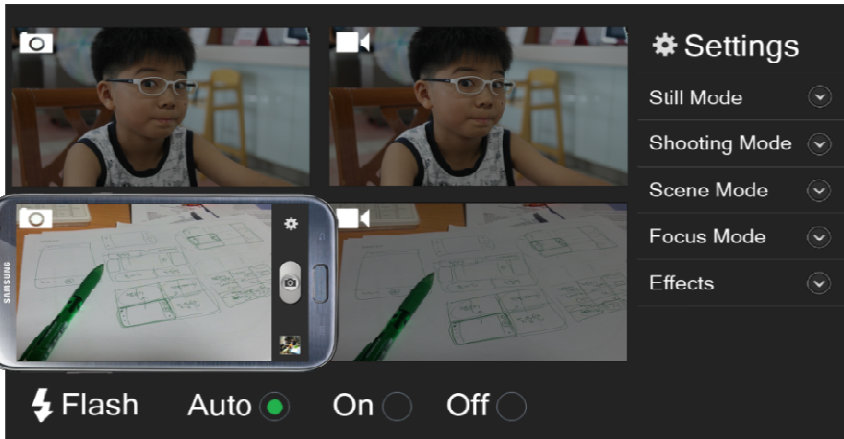 Settings
Still Mode
Shooting Mode
Scene Mode
Focus Mode
Effects
SAMSUNG
Flash Auto On Off